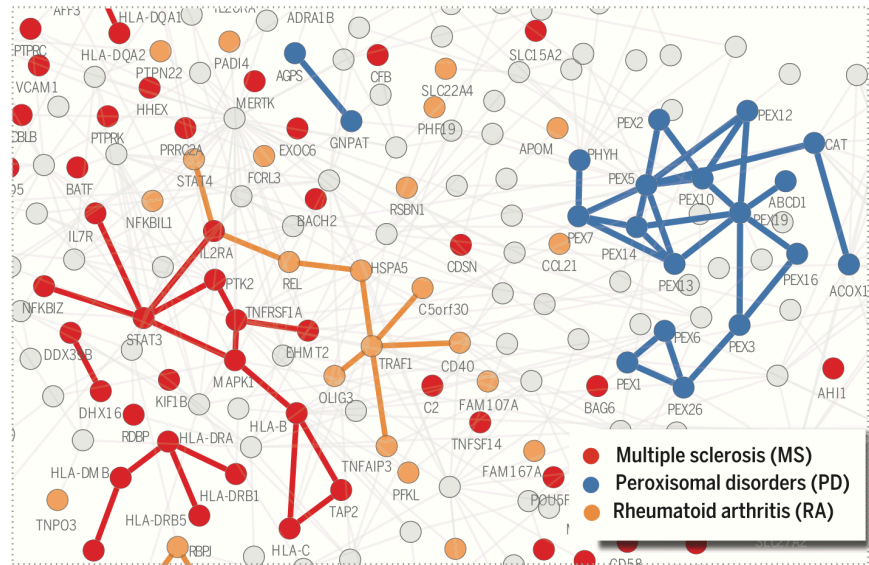 AFF3
HLA-DQA1
IL20RA
ADRA1B
PTPRC
HLA-DQA2
PTPN22
PADI4
AGPS
CFB
SLC15A2
VCAM1
HHEX
MERTK
SLC22A4
CBLB
PTPRK
PRRC2A
EXOC6
GNPAT
PHF19
APOM
PEX2
PEX12
BATF
STAT4
FCRL3
PHYH
CAT
PEX5
PEX10
ABCD1
NFKBIL1
BACH2
RSBN1
IL7R
IL2RA
CDSN
CCL21
PEX7
PEX14
PEX19
PEX13
PEX16
ACOX1
NFKBIZ
PTK2
REL
HSPA5
C5orf30
STAT3
TNFRSF1A
EHMT2
TRAF1
CD40
PEX6
PEX3
DDX39B
MAPK1
OLIG3
PEX1
PEX26
AHI1
DHX16
KIF1B
C2
FAM107A
BAG6
RDBP
HLA-B
TNFSF14
HLA-DRA
TNFAIP3
HLA-DMB
HLA-DRB1
TAP2
PFKL
FAM167A
POU5F
TNPO3
HLA-DRB5
HLA-C
RBPJ
CD58
Multiple sclerosis (MS)
Peroxisomal disorders (PD)
Rheumatoid arthritis (RA)